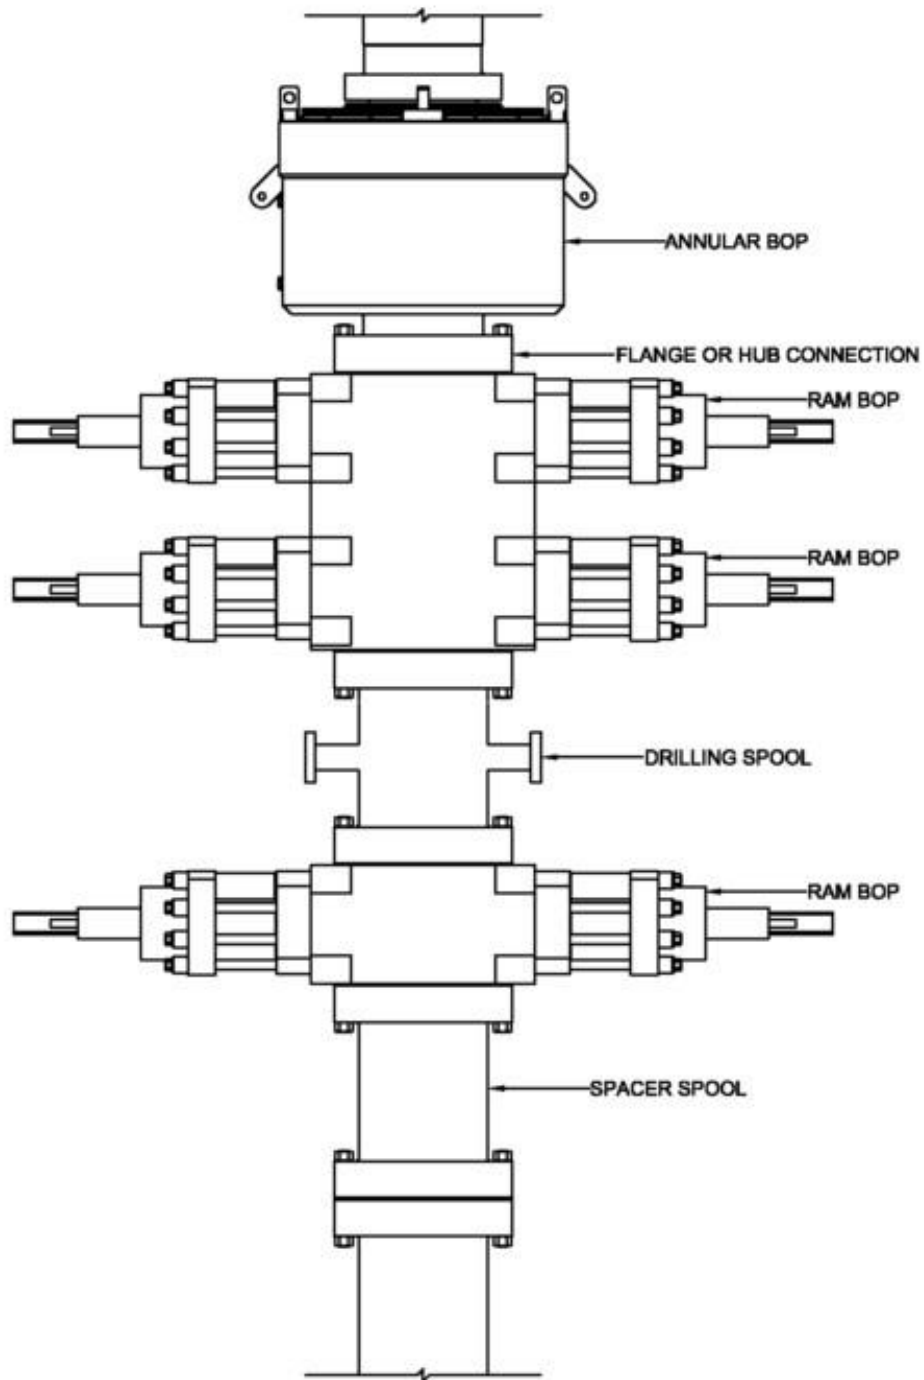 ANNULAR BOP
FLANGE OR HUB CONNECTION
RAM BOP
RAM BOP
DRILLING SPOOL
RAM BOP
SPACER SPOOL